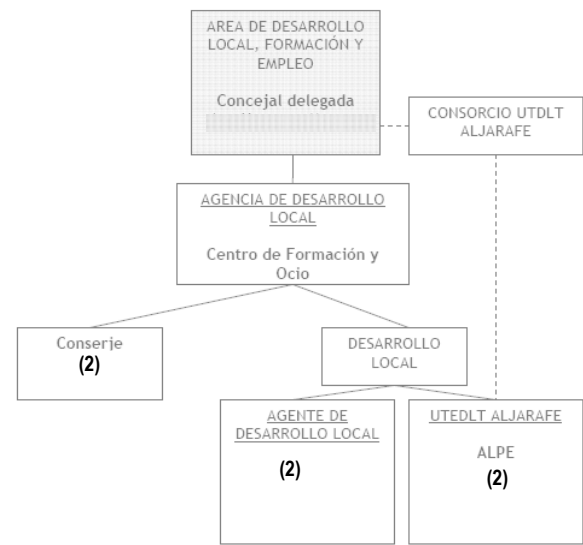 AREA DE DESARROLLO
LOCAL, FORMACIÓN Y
EMPLEO
Concejal delegada
CONSORCIO UTDLT
ALJARAFE
AGENCIA DE DESARROLLO
LOCAL
Centro de Formación y
Ocio
Conserje
(2)
DESARROLLO
LOCAL
AGENTE DE
DESARROLLO LOCAL
(2)
UTEDLT ALJARAFE
ALPE
(2)